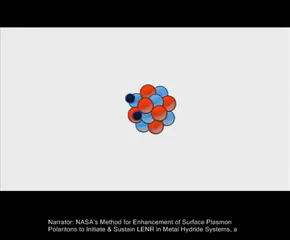 Narrator: NASA's Method for Enhancement of Surface Plasmon
Polaritons to Initiate & Sustain LENR in Metal Hydride Systems, a